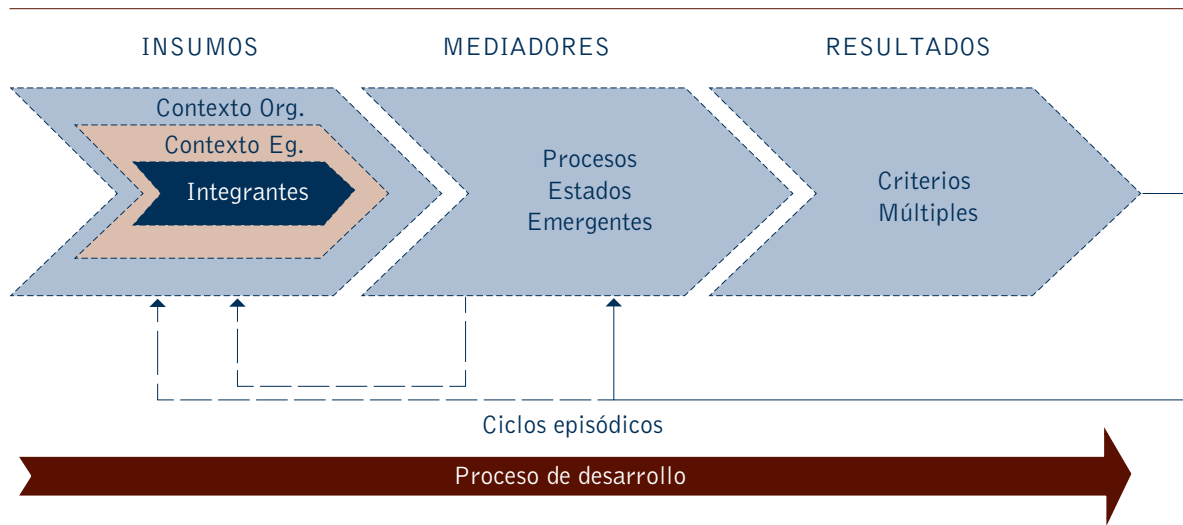 INSUMOS
MEDIADORES
RESULTADOS
Contexto Org.
Contexto Eg.
Integrantes
Procesos
Estados
Emergentes
Criterios
Múltiples
Ciclos episódicos
Proceso de desarrollo